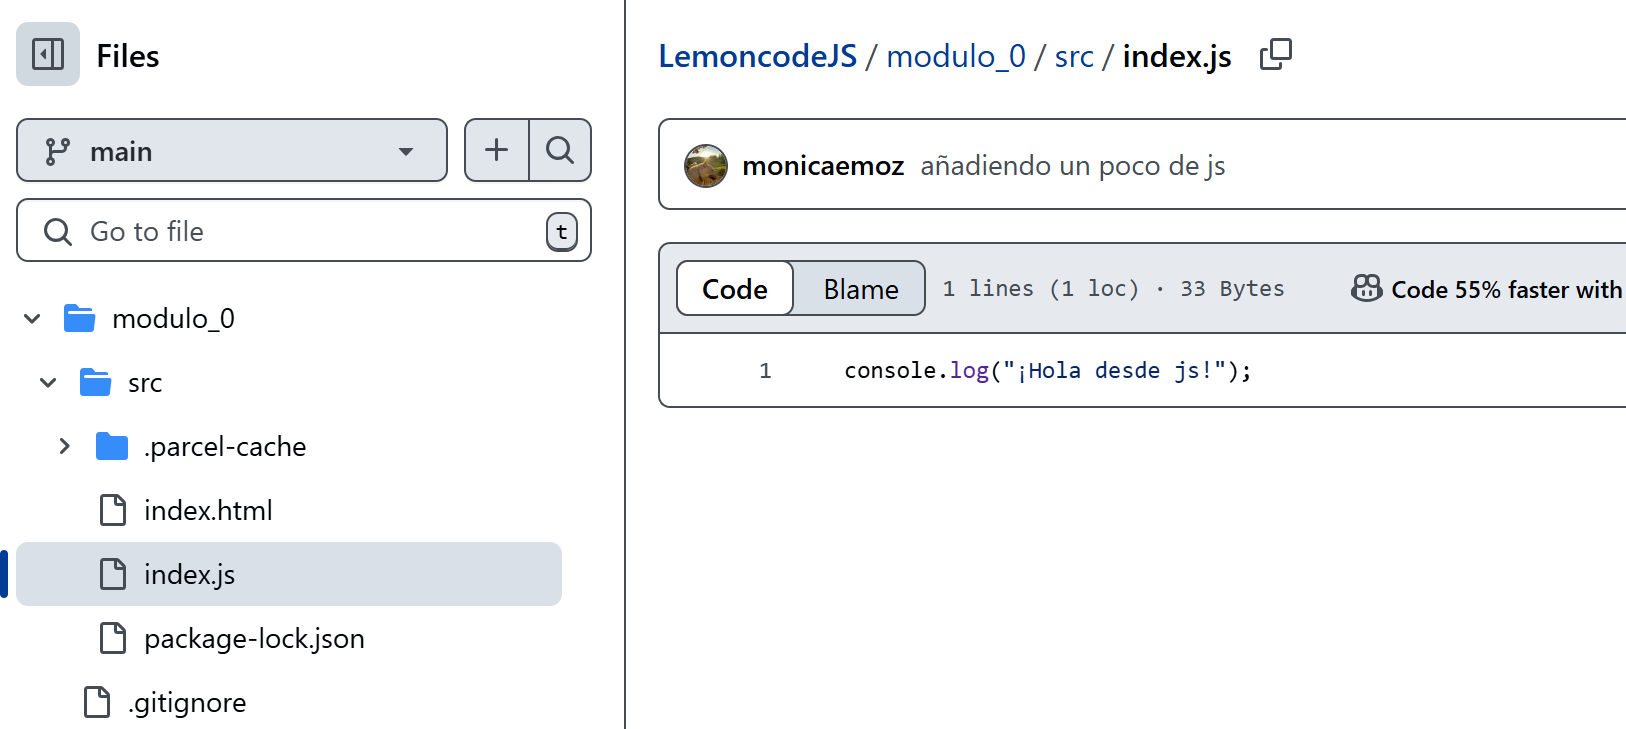 Files
main
Go to file
t
modulo_0
src
.parcel-cache
index.html
index.js
package-lock.json
.gitignore
LemoncodeJS / modulo_0 / src / index.js
monicaemoz añadiendo un poco de js
Code Blame 1 lines (1 loc) · 33 Bytes Code 55% faster with
1 console.log("¡Hola desde js!");